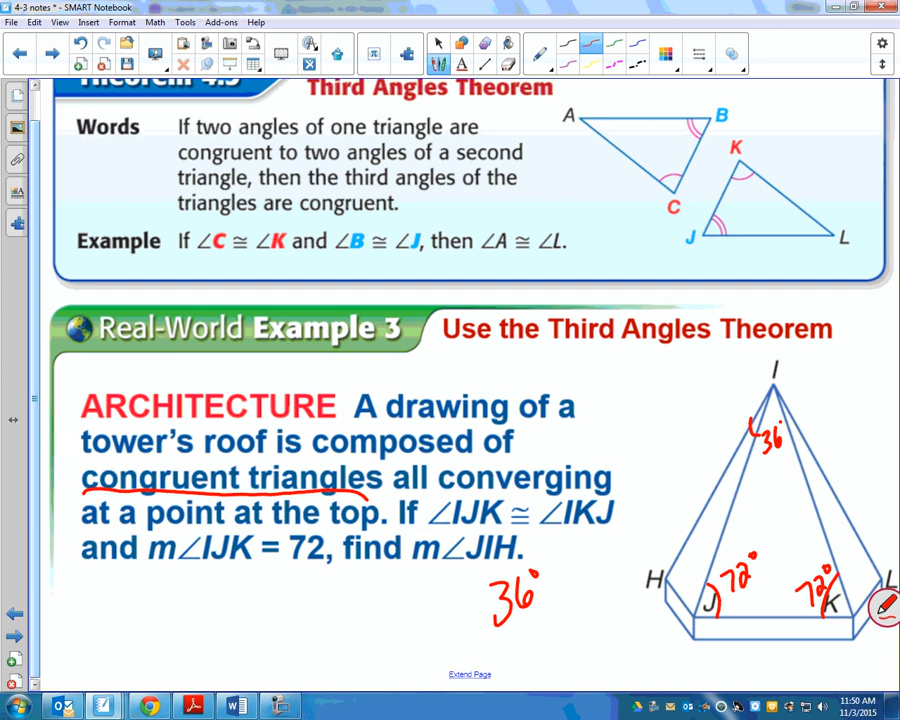 4-3 notes * - SMART Notebook
File Edit View Insert Format Math Tools Add-ons Help
Theorem 4.3
Third Angles Theorem
Words If two angles of one triangle are
congruent to two angles of a second
triangle, then the third angles of the
triangles are congruent.
Example If ∠C ≅ ∠K and ∠B ≅ ∠J, then ∠A ≅ ∠L.
A B
K
C
J L
Real-World Example 3 Use the Third Angles Theorem
ARCHITECTURE A drawing of a
tower's roof is composed of
congruent triangles all converging
at a point at the top. If ∠IJK ≅ ∠IKJ
and m∠IJK = 72, find m∠JIH.
36°
I
36°
H L
J 72° 72° K
Extend Page
11:50 AM
11/3/2015